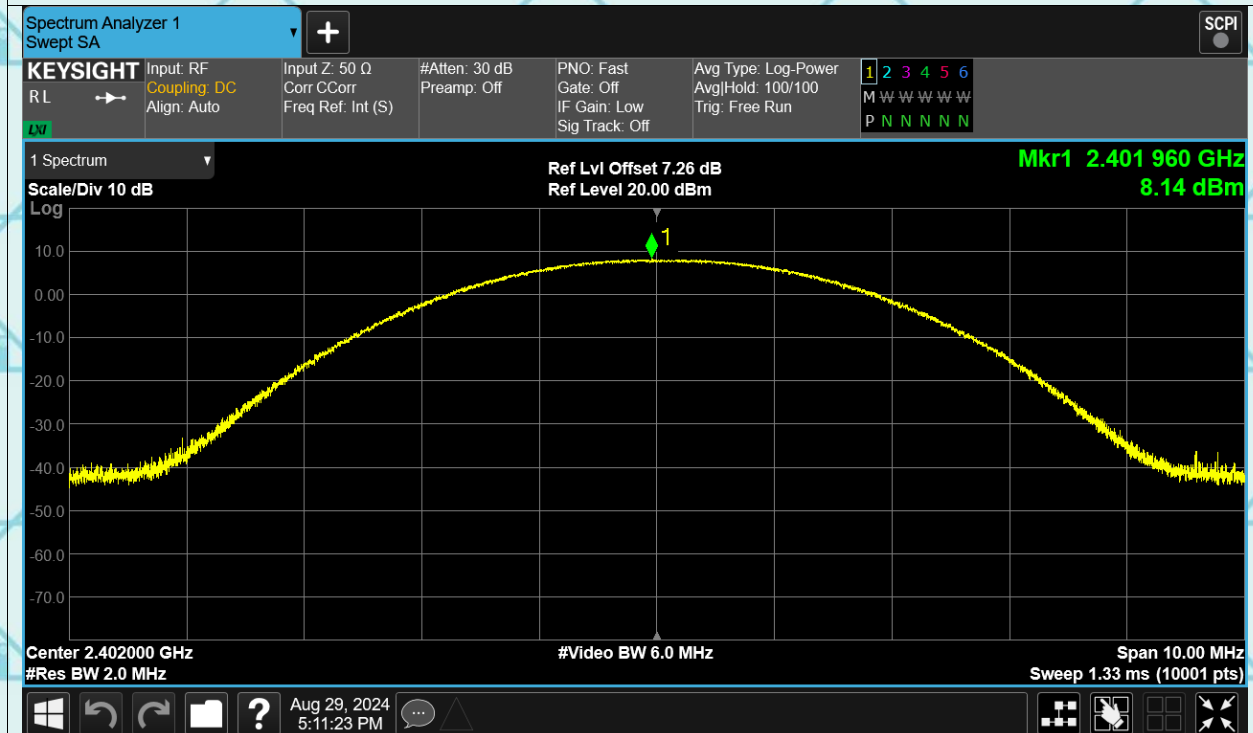 Spectrum Analyzer 1
Swept SA
+
SCPI
KEYSIGHT
RL
LXI
Input: RF
Coupling: DC
Align: Auto
Input Z: 50 Ω
Corr CCorr
Freq Ref: Int (S)
#Atten: 30 dB
Preamp: Off
PNO: Fast
Gate: Off
IF Gain: Low
Sig Track: Off
Avg Type: Log-Power
Avg|Hold: 100/100
Trig: Free Run
1 2 3 4 5 6
M W W W W W
P N N N N N
1 Spectrum
Scale/Div 10 dB
Log
Ref Lvl Offset 7.26 dB
Ref Level 20.00 dBm
Mkr1 2.401 960 GHz
8.14 dBm
1
10.0
0.00
-10.0
-20.0
-30.0
-40.0
-50.0
-60.0
-70.0
Center 2.402000 GHz
#Res BW 2.0 MHz
#Video BW 6.0 MHz
Span 10.00 MHz
Sweep 1.33 ms (10001 pts)
?
Aug 29, 2024
5:11:23 PM